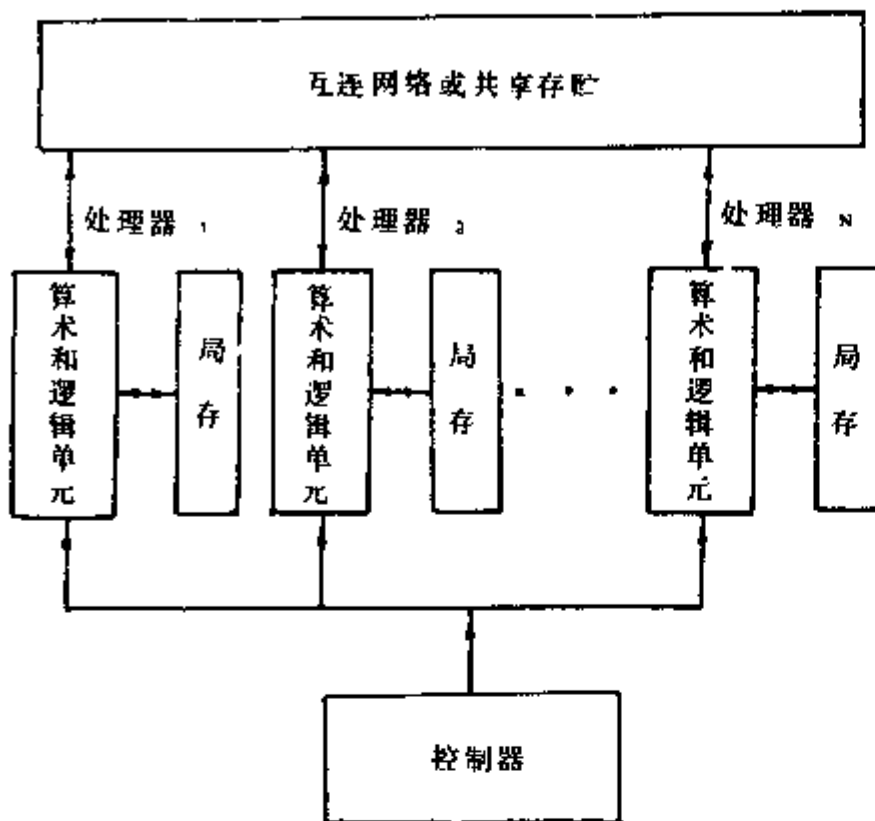 互连网络或共享存贮
处理器 1
处理器 2
处理器 N
算术和逻辑单元
局存
算术和逻辑单元
局存
· · ·
算术和逻辑单元
局存
控制器